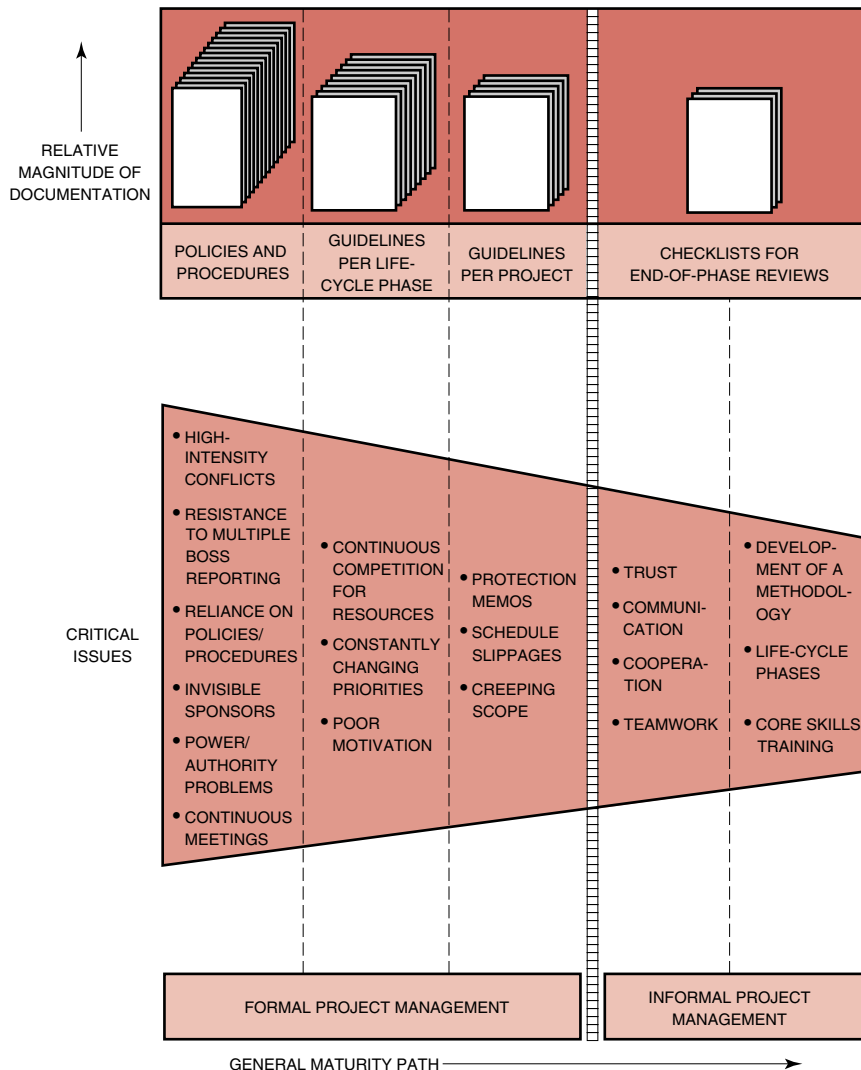 RELATIVE
MAGNITUDE OF
DOCUMENTATION
POLICIES AND
PROCEDURES
GUIDELINES
PER LIFE-
CYCLE PHASE
GUIDELINES
PER PROJECT
CHECKLISTS FOR
END-OF-PHASE REVIEWS
CRITICAL
ISSUES
• HIGH-
INTENSITY
CONFLICTS
• RESISTANCE
TO MULTIPLE
BOSS
REPORTING
• RELIANCE ON
POLICIES/
PROCEDURES
• INVISIBLE
SPONSORS
• POWER/
AUTHORITY
PROBLEMS
• CONTINUOUS
MEETINGS
• CONTINUOUS
COMPETITION
FOR
RESOURCES
• CONSTANTLY
CHANGING
PRIORITIES
• POOR
MOTIVATION
• PROTECTION
MEMOS
• SCHEDULE
SLIPPAGES
• CREEPING
SCOPE
• TRUST
• COMMUNI-
CATION
• COOPERA-
TION
• TEAMWORK
• DEVELOP-
MENT OF A
METHODOL-
OGY
• LIFE-CYCLE
PHASES
• CORE SKILLS
TRAINING
FORMAL PROJECT MANAGEMENT
INFORMAL PROJECT
MANAGEMENT
GENERAL MATURITY PATH